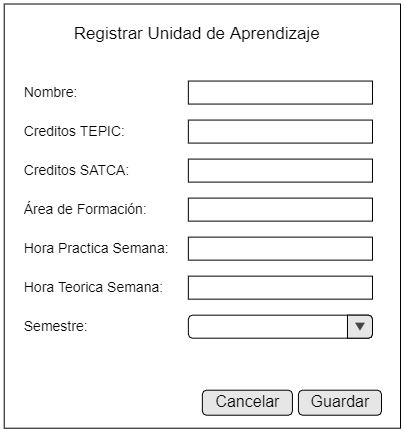 Registrar Unidad de Aprendizaje
Nombre:
Creditos TEPIC:
Creditos SATCA:
Área de Formación:
Hora Practica Semana:
Hora Teorica Semana:
Semestre:
Cancelar Guardar